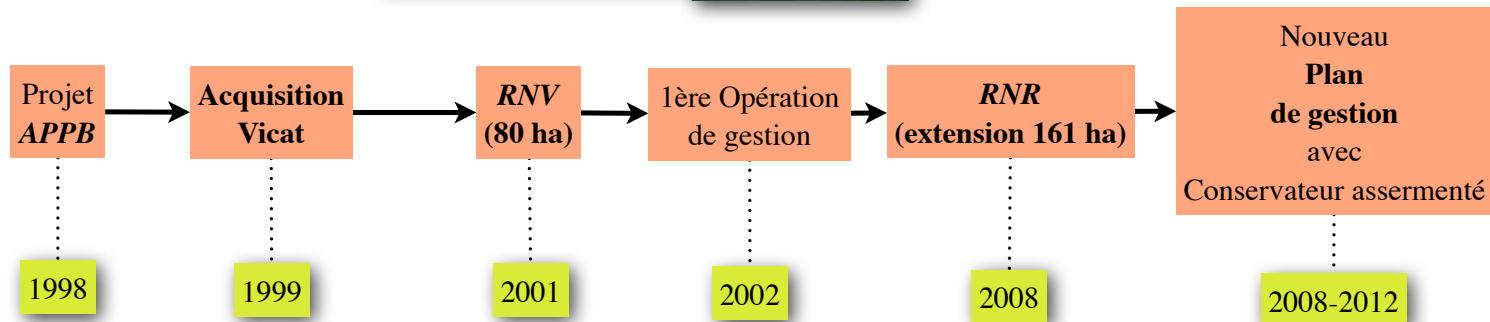 Projet
APPB
Acquisition
Vicat
RNV
(80 ha)
1ère Opération
de gestion
RNR
(extension 161 ha)
Nouveau
Plan
de gestion
avec
Conservateur assermenté
1998
1999
2001
2002
2008
2008-2012